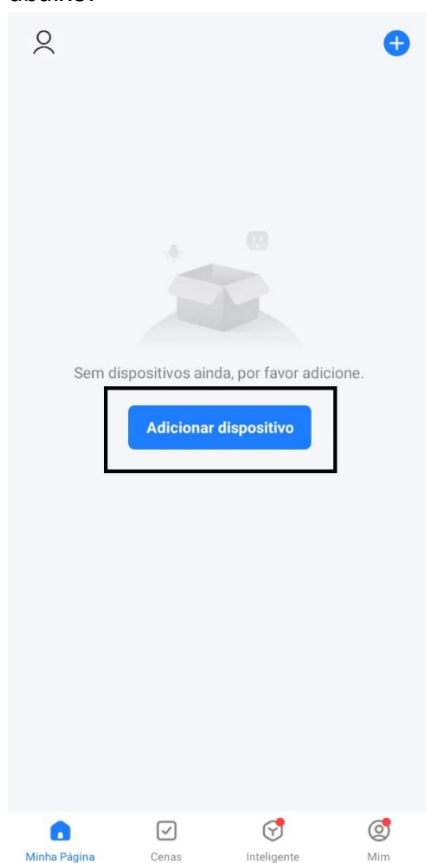 Sem dispositivos ainda, por favor adicione.
Adicionar dispositivo
Minha Página
Cenas
Inteligente
Mim